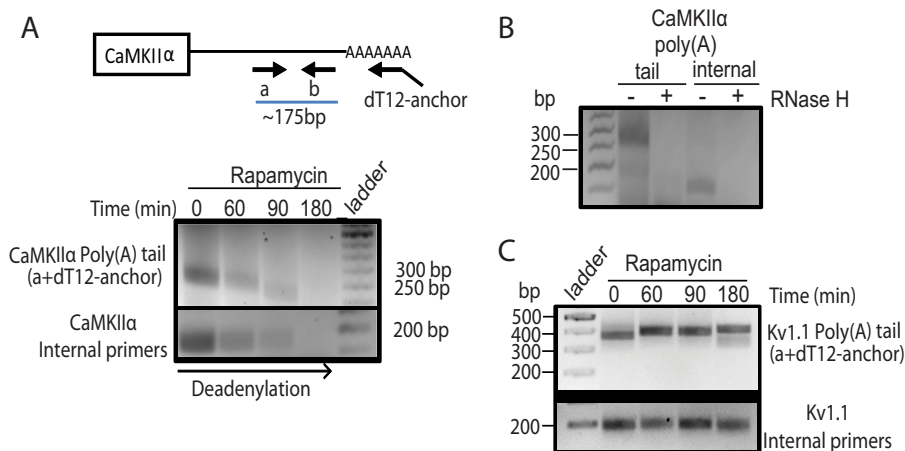 A
CaMKIIα
AAAAAAA
a b
dT12-anchor
~175bp
Rapamycin
ladder
Time (min) 0 60 90 180
CaMKIIα Poly(A) tail
(a+dT12-anchor)
300 bp
250 bp
CaMKIIα
Internal primers
200 bp
Deadenylation
B
CaMKIIα
poly(A)
tail internal
bp - + - + RNase H
300
250
200
C
ladder
Rapamycin
bp 0 60 90 180 Time (min)
500
400
300
200
Kv1.1 Poly(A) tail
(a+dT12-anchor)
200
Kv1.1
Internal primers